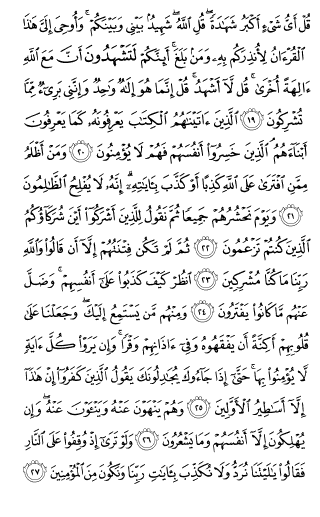 قُلۡ أَيُّ شَيۡءٍ أَكۡبَرُ شَهَٰدَةٗۖ قُلِ ٱللَّهُۖ شَهِيدُۢ بَيۡنِي وَبَيۡنَكُمۡۚ وَأُوحِيَ إِلَيَّ هَٰذَا
ٱلۡقُرۡءَانُ لِأُنذِرَكُم بِهِۦ وَمَنۢ بَلَغَۚ أَئِنَّكُمۡ لَتَشۡهَدُونَ أَنَّ مَعَ ٱللَّهِ
ءَالِهَةً أُخۡرَىٰۚ قُل لَّآ أَشۡهَدُۚ قُلۡ إِنَّمَا هُوَ إِلَٰهٞ وَٰحِدٞ وَإِنَّنِي بَرِيٓءٞ مِّمَّا
تُشۡرِكُونَ ١٩ ٱلَّذِينَ ءَاتَيۡنَٰهُمُ ٱلۡكِتَٰبَ يَعۡرِفُونَهُۥ كَمَا يَعۡرِفُونَ
أَبۡنَآءَهُمُۘ ٱلَّذِينَ خَسِرُوٓاْ أَنفُسَهُمۡ فَهُمۡ لَا يُؤۡمِنُونَ ٢٠ وَمَنۡ أَظۡلَمُ
مِمَّنِ ٱفۡتَرَىٰ عَلَى ٱللَّهِ كَذِبًا أَوۡ كَذَّبَ بِـَٔايَٰتِهِۦٓۚ إِنَّهُۥ لَا يُفۡلِحُ ٱلظَّٰلِمُونَ
٢١ وَيَوۡمَ نَحۡشُرُهُمۡ جَمِيعٗا ثُمَّ نَقُولُ لِلَّذِينَ أَشۡرَكُوٓاْ أَيۡنَ شُرَكَآؤُكُمُ
ٱلَّذِينَ كُنتُمۡ تَزۡعُمُونَ ٢٢ ثُمَّ لَمۡ تَكُن فِتۡنَتُهُمۡ إِلَّآ أَن قَالُواْ وَٱللَّهِ
رَبِّنَا مَا كُنَّا مُشۡرِكِينَ ٢٣ ٱنظُرۡ كَيۡفَ كَذَبُواْ عَلَىٰٓ أَنفُسِهِمۡۚ وَضَلَّ
عَنۡهُم مَّا كَانُواْ يَفۡتَرُونَ ٢٤ وَمِنۡهُم مَّن يَسۡتَمِعُ إِلَيۡكَۖ وَجَعَلۡنَا عَلَىٰ
قُلُوبِهِمۡ أَكِنَّةً أَن يَفۡقَهُوهُ وَفِيٓ ءَاذَانِهِمۡ وَقۡرٗاۚ وَإِن يَرَوۡاْ كُلَّ ءَايَةٖ
لَّا يُؤۡمِنُواْ بِهَاۖ حَتَّىٰٓ إِذَا جَآءُوكَ يُجَٰدِلُونَكَ يَقُولُ ٱلَّذِينَ كَفَرُوٓاْ إِنۡ هَٰذَآ
إِلَّآ أَسَٰطِيرُ ٱلۡأَوَّلِينَ ٢٥ وَهُمۡ يَنۡهَوۡنَ عَنۡهُ وَيَنۡـَٔوۡنَ عَنۡهُۖ وَإِن
يُهۡلِكُونَ إِلَّآ أَنفُسَهُمۡ وَمَا يَشۡعُرُونَ ٢٦ وَلَوۡ تَرَىٰٓ إِذۡ وُقِفُواْ عَلَى ٱلنَّارِ
فَقَالُواْ يَٰلَيۡتَنَا نُرَدُّ وَلَا نُكَذِّبَ بِـَٔايَٰتِ رَبِّنَا وَنَكُونَ مِنَ ٱلۡمُؤۡمِنِينَ ٢٧